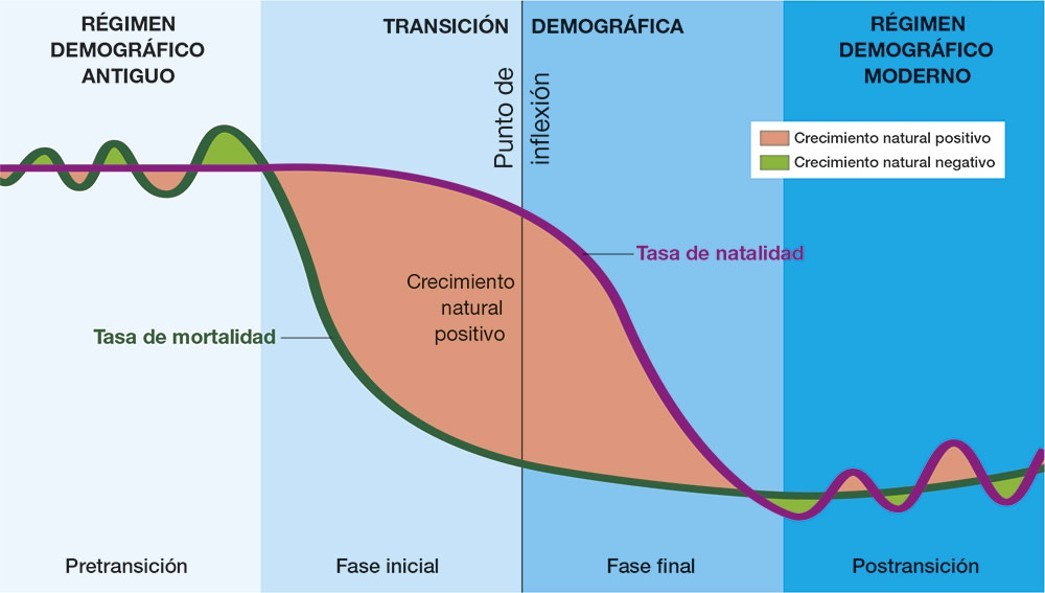 RÉGIMEN
DEMOGRÁFICO
ANTIGUO
TRANSICIÓN DEMOGRÁFICA
RÉGIMEN
DEMOGRÁFICO
MODERNO
Punto de
inflexión
Crecimiento natural positivo
Crecimiento natural negativo
Tasa de natalidad
Crecimiento
natural
positivo
Tasa de mortalidad
Pretransición
Fase inicial
Fase final
Postransición